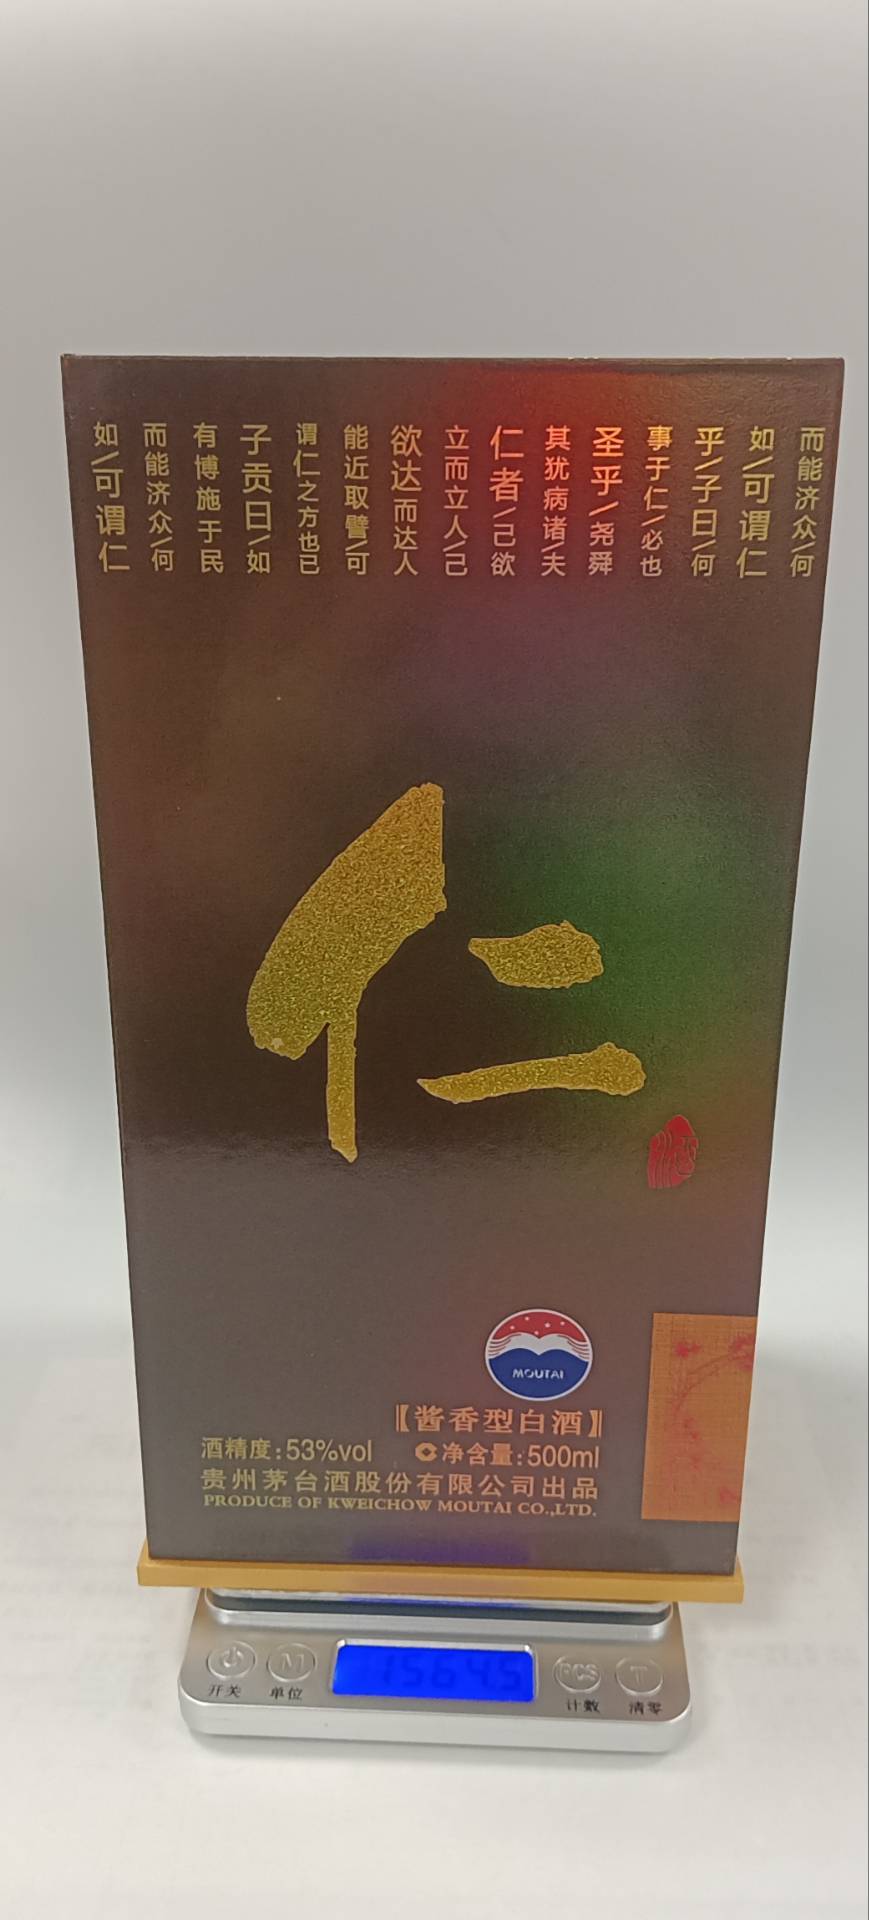 如/可谓仁
而能济众/何
有博施于民
子贡曰/如
谓仁之方也已
能近取譬/可
欲达而达人
立而立人/己
仁者/己欲
其犹病诸/夫
圣乎/尧舜
事于仁/必也
乎/子曰/何
如/可谓仁
而能济众/何
仁
酒
MOUTAI
【酱香型白酒】
酒精度:53%vol 净含量:500ml
贵州茅台酒股份有限公司出品
PRODUCE OF KWEICHOW MOUTAI CO.,LTD.
M 1564.5 PCS T
开关 单位 计数 清零